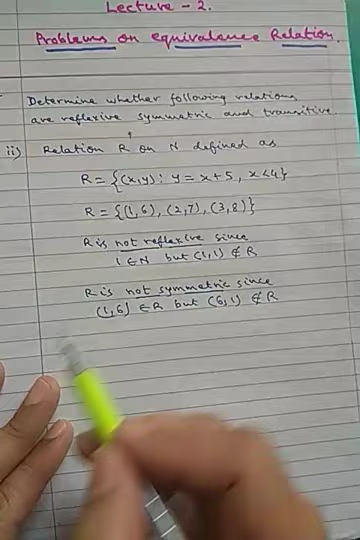 Lecture - 2.
Problems on equivalence Relation.
Determine whether following relations
are reflexive symmetric and transitive.
ii) Relation R on N defined as
R = {(x,y): y = x+5, x<4}
R = {(1,6), (2,7), (3,8)}
R is not reflexive since
1 ∈ N but (1,1) ∉ R
R is not symmetric since
(1,6) ∈ R but (6,1) ∉ R